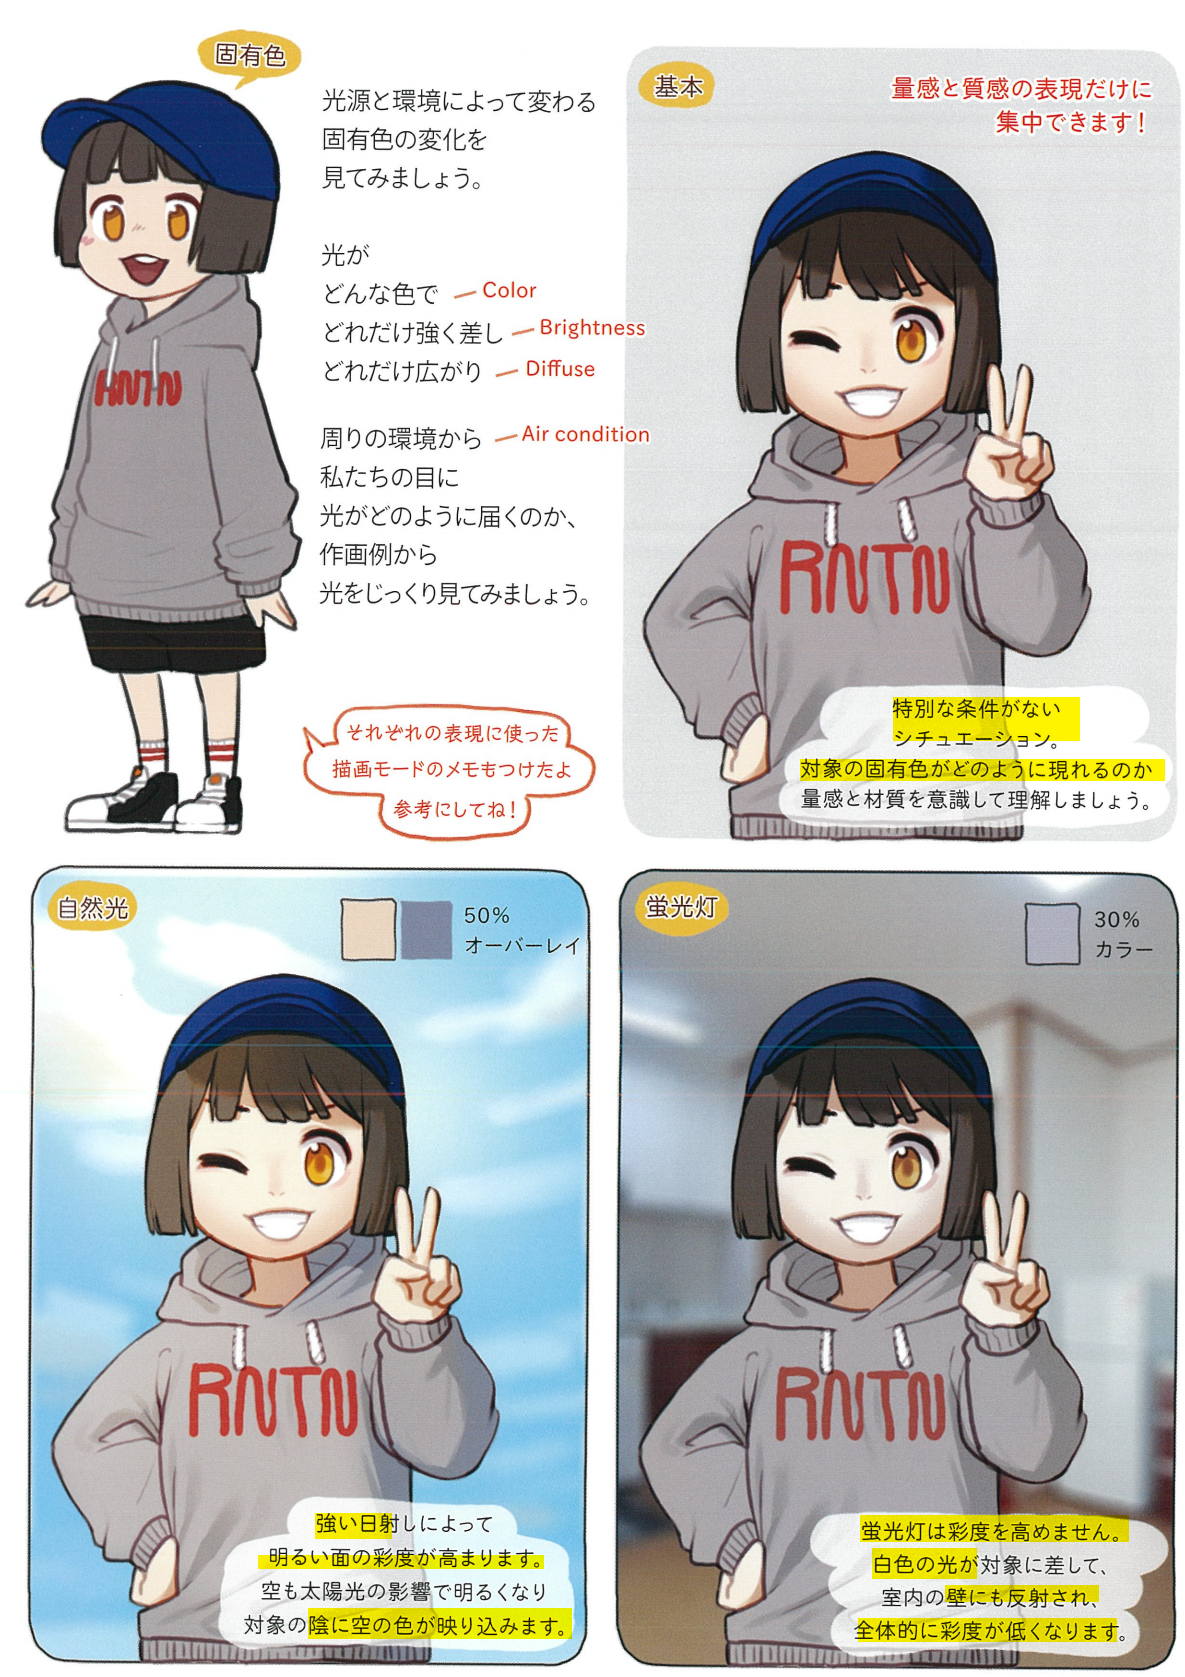 固有色
光源と環境によって変わる
固有色の変化を
見てみましょう。
光が
どんな色で Color
どれだけ強く差し Brightness
どれだけ広がり Diffuse
周りの環境から Air condition
私たちの目に
光がどのように届くのか、
作画例から
光をじっくり見てみましょう。
RNTN
それぞれの表現に使った
描画モードのメモもつけたよ
参考にしてね!
基本
量感と質感の表現だけに
集中できます!
RNTN
特別な条件がない
シチュエーション。
対象の固有色がどのように現れるのか
量感と材質を意識して理解しましょう。
自然光
50%
オーバーレイ
RNTN
強い日射しによって
明るい面の彩度が高まります。
空も太陽光の影響で明るくなり
対象の陰に空の色が映り込みます。
蛍光灯
30%
カラー
RNTN
蛍光灯は彩度を高めません。
白色の光が対象に差して、
室内の壁にも反射され、
全体的に彩度が低くなります。